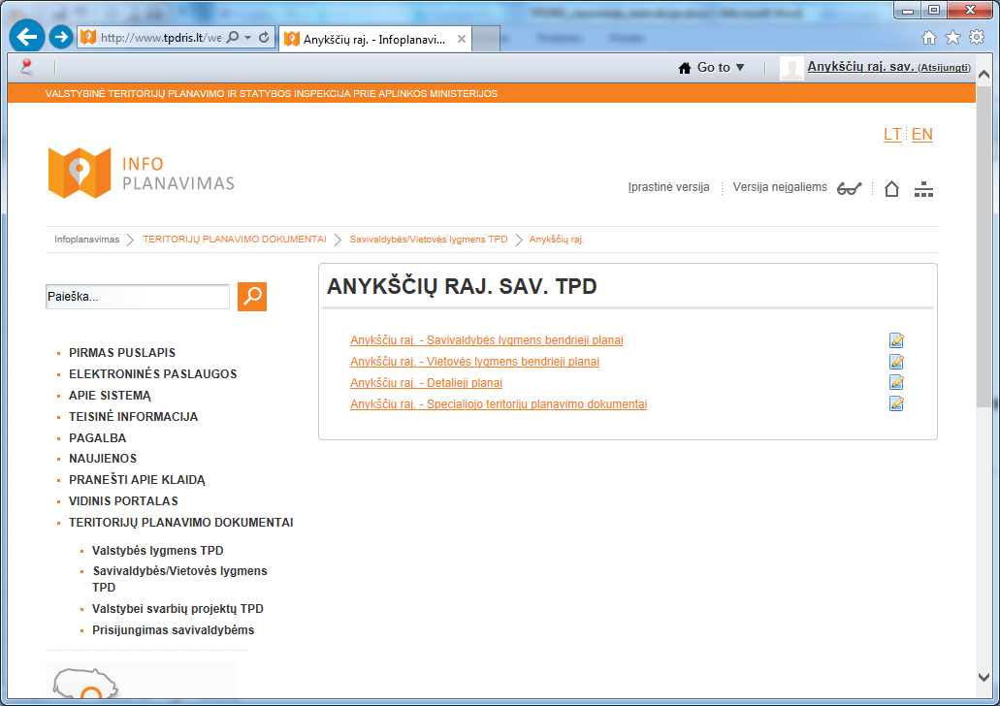 http://www.tpdris.lt/we
Anykščių raj. - Infoplanavi...
Go to
Anykščių raj. sav. (Atsijungti)
VALSTYBINĖ TERITORIJŲ PLANAVIMO IR STATYBOS INSPEKCIJA PRIE APLINKOS MINISTERIJOS
LT EN
INFO
PLANAVIMAS
Įprastinė versija Versija neįgaliems
Infoplanavimas TERITORIJŲ PLANAVIMO DOKUMENTAI Savivaldybės/Vietovės lygmens TPD Anykščių raj.
Paieška...
ANYKŠČIŲ RAJ. SAV. TPD
Anykščiu raj. - Savivaldybės lygmens bendrieji planai
Anykščiu raj. - Vietovės lygmens bendrieji planai
Anykščiu raj. - Detalieji planai
Anykščiu raj. - Specialiojo teritorijų planavimo dokumentai
PIRMAS PUSLAPIS
ELEKTRONINĖS PASLAUGOS
APIE SISTEMĄ
TEISINĖ INFORMACIJA
PAGALBA
NAUJIENOS
PRANEŠTI APIE KLAIDĄ
VIDINIS PORTALAS
TERITORIJŲ PLANAVIMO DOKUMENTAI
Valstybės lygmens TPD
Savivaldybės/Vietovės lygmens
TPD
Valstybei svarbių projektų TPD
Prisijungimas savivaldybėms